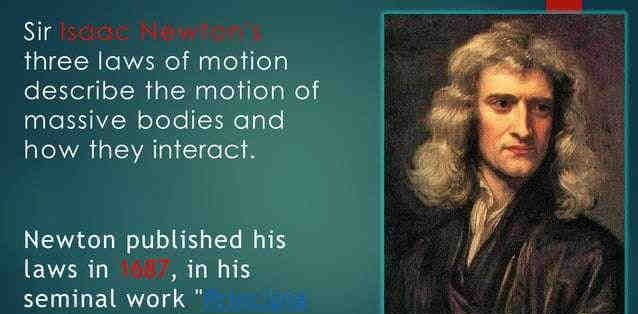 Sir Isaac Newton's
three laws of motion
describe the motion of
massive bodies and
how they interact.
Newton published his
laws in 1687, in his
seminal work "Principia